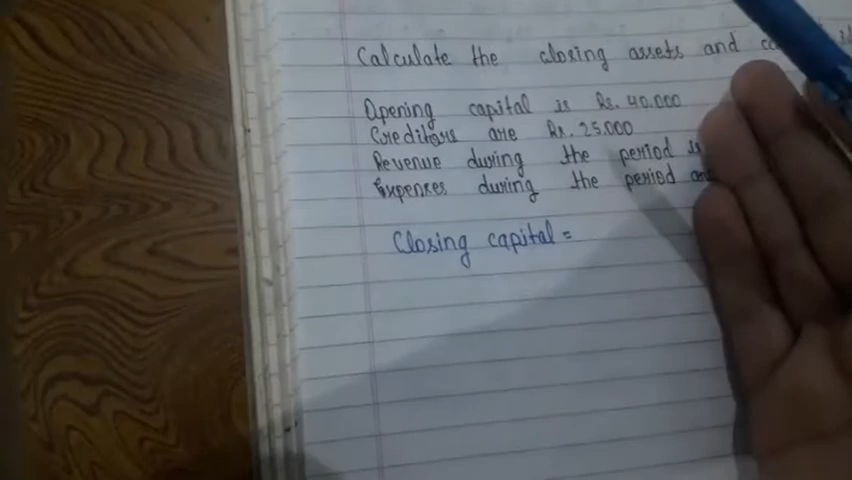 Calculate the closing assets and
Opening capital is Rs. 40.000
Creditors are Rs. 25.000
Revenue during the period is
Expenses during the period
Closing capital =